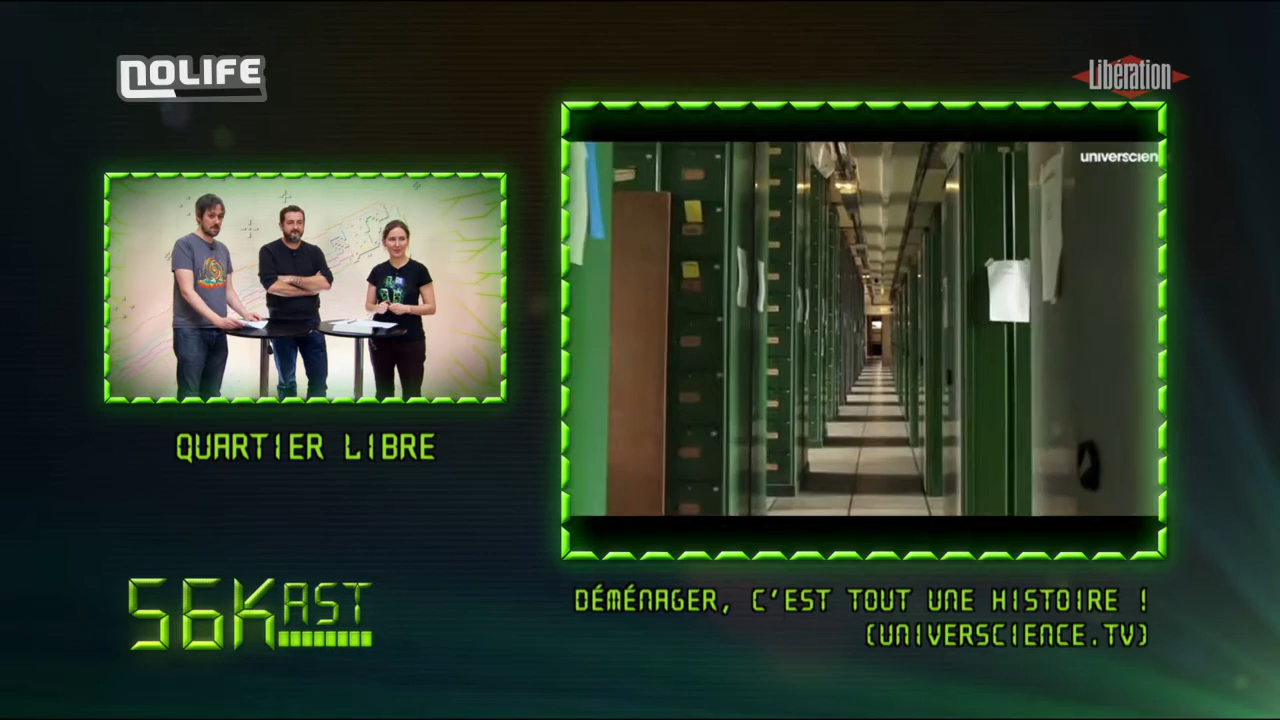 NOLIFE
Libération
universcien
QUARTIER LIBRE
56KAST
DÉMÉNAGER, C'EST TOUT UNE HISTOIRE !
(UNIVERSCIENCE.TV)